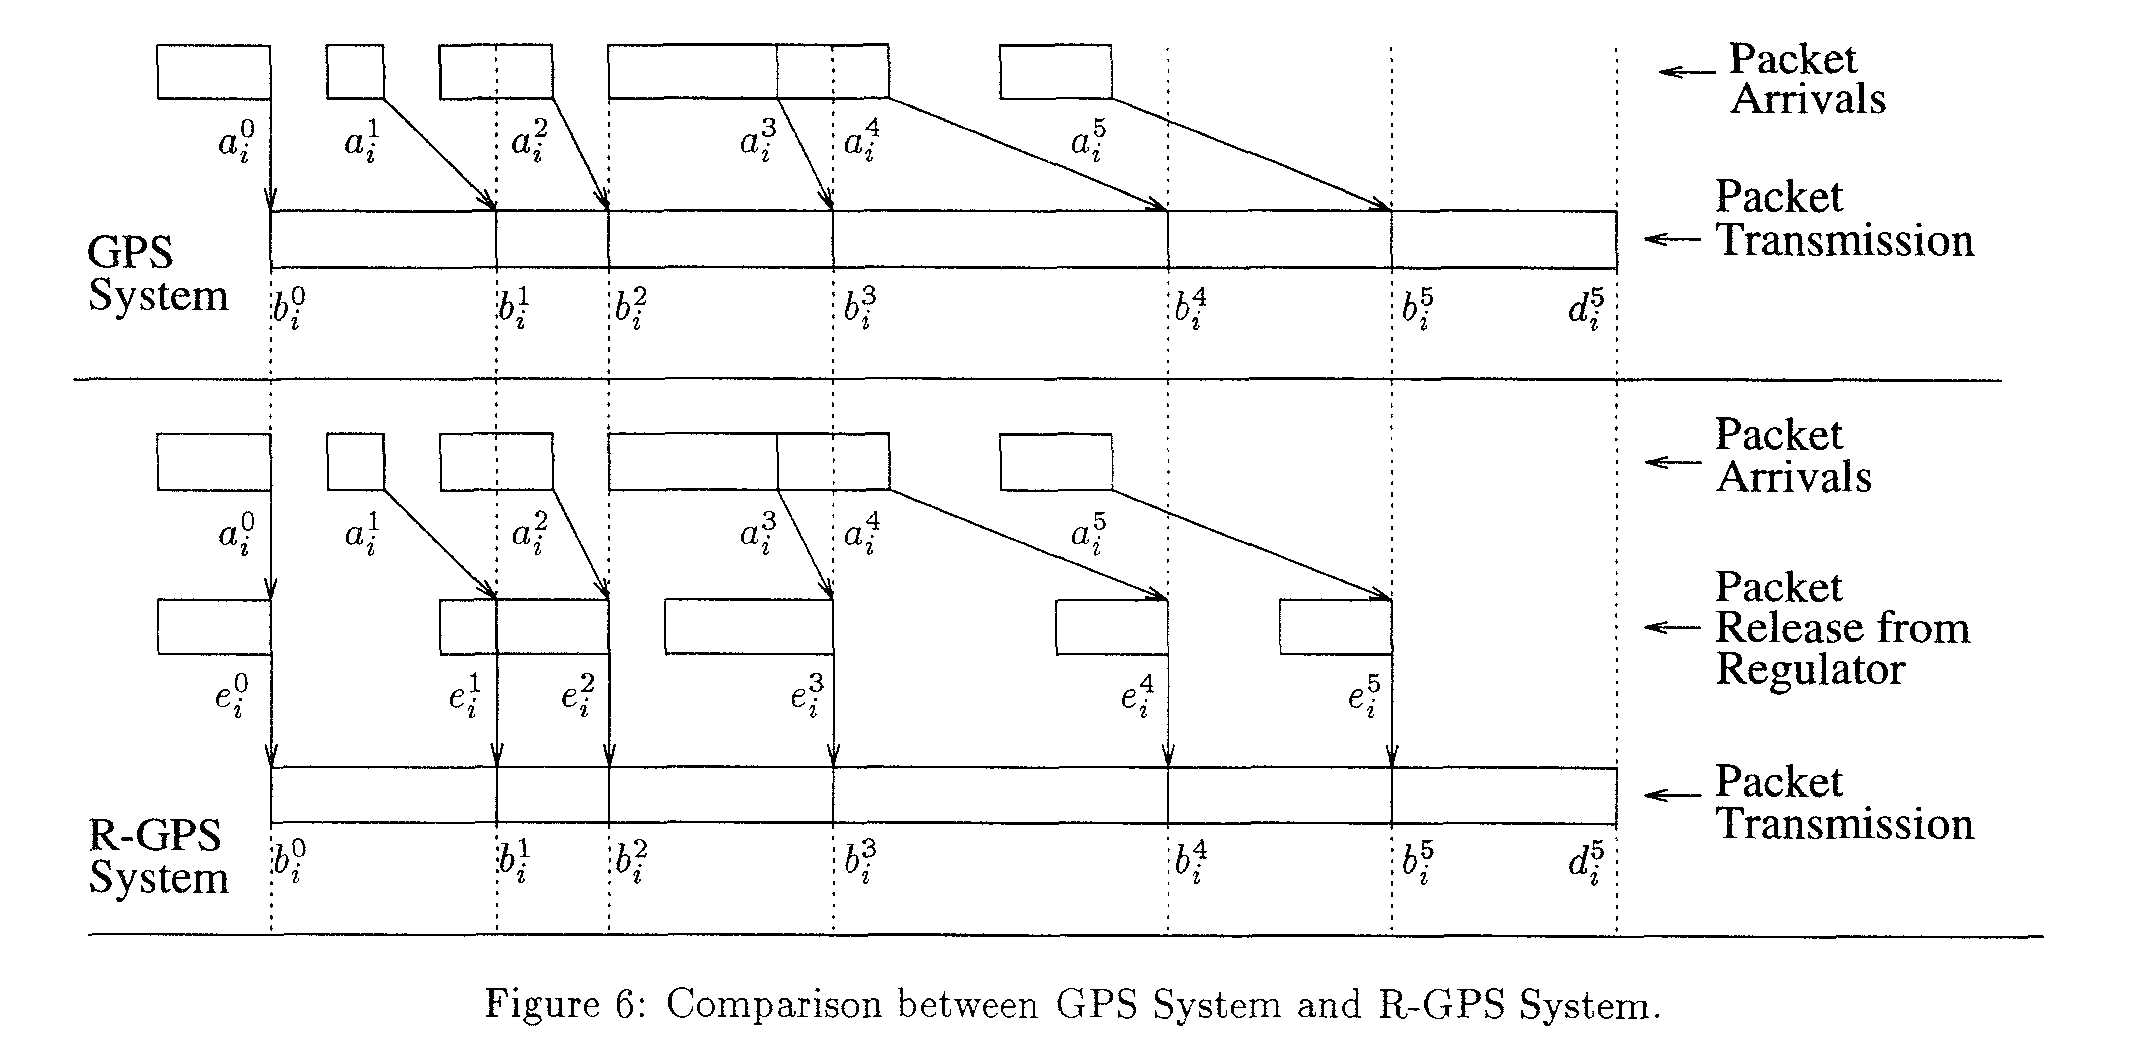 Packet
Arrivals
a_i^0 a_i^1 a_i^2 a_i^3 a_i^4 a_i^5
Packet
Transmission
GPS
System
b_i^0 b_i^1 b_i^2 b_i^3 b_i^4 b_i^5 d_i^5
Packet
Arrivals
a_i^0 a_i^1 a_i^2 a_i^3 a_i^4 a_i^5
Packet
Release from
Regulator
e_i^0 e_i^1 e_i^2 e_i^3 e_i^4 e_i^5
Packet
Transmission
R-GPS
System
b_i^0 b_i^1 b_i^2 b_i^3 b_i^4 b_i^5 d_i^5
Figure 6: Comparison between GPS System and R-GPS System.